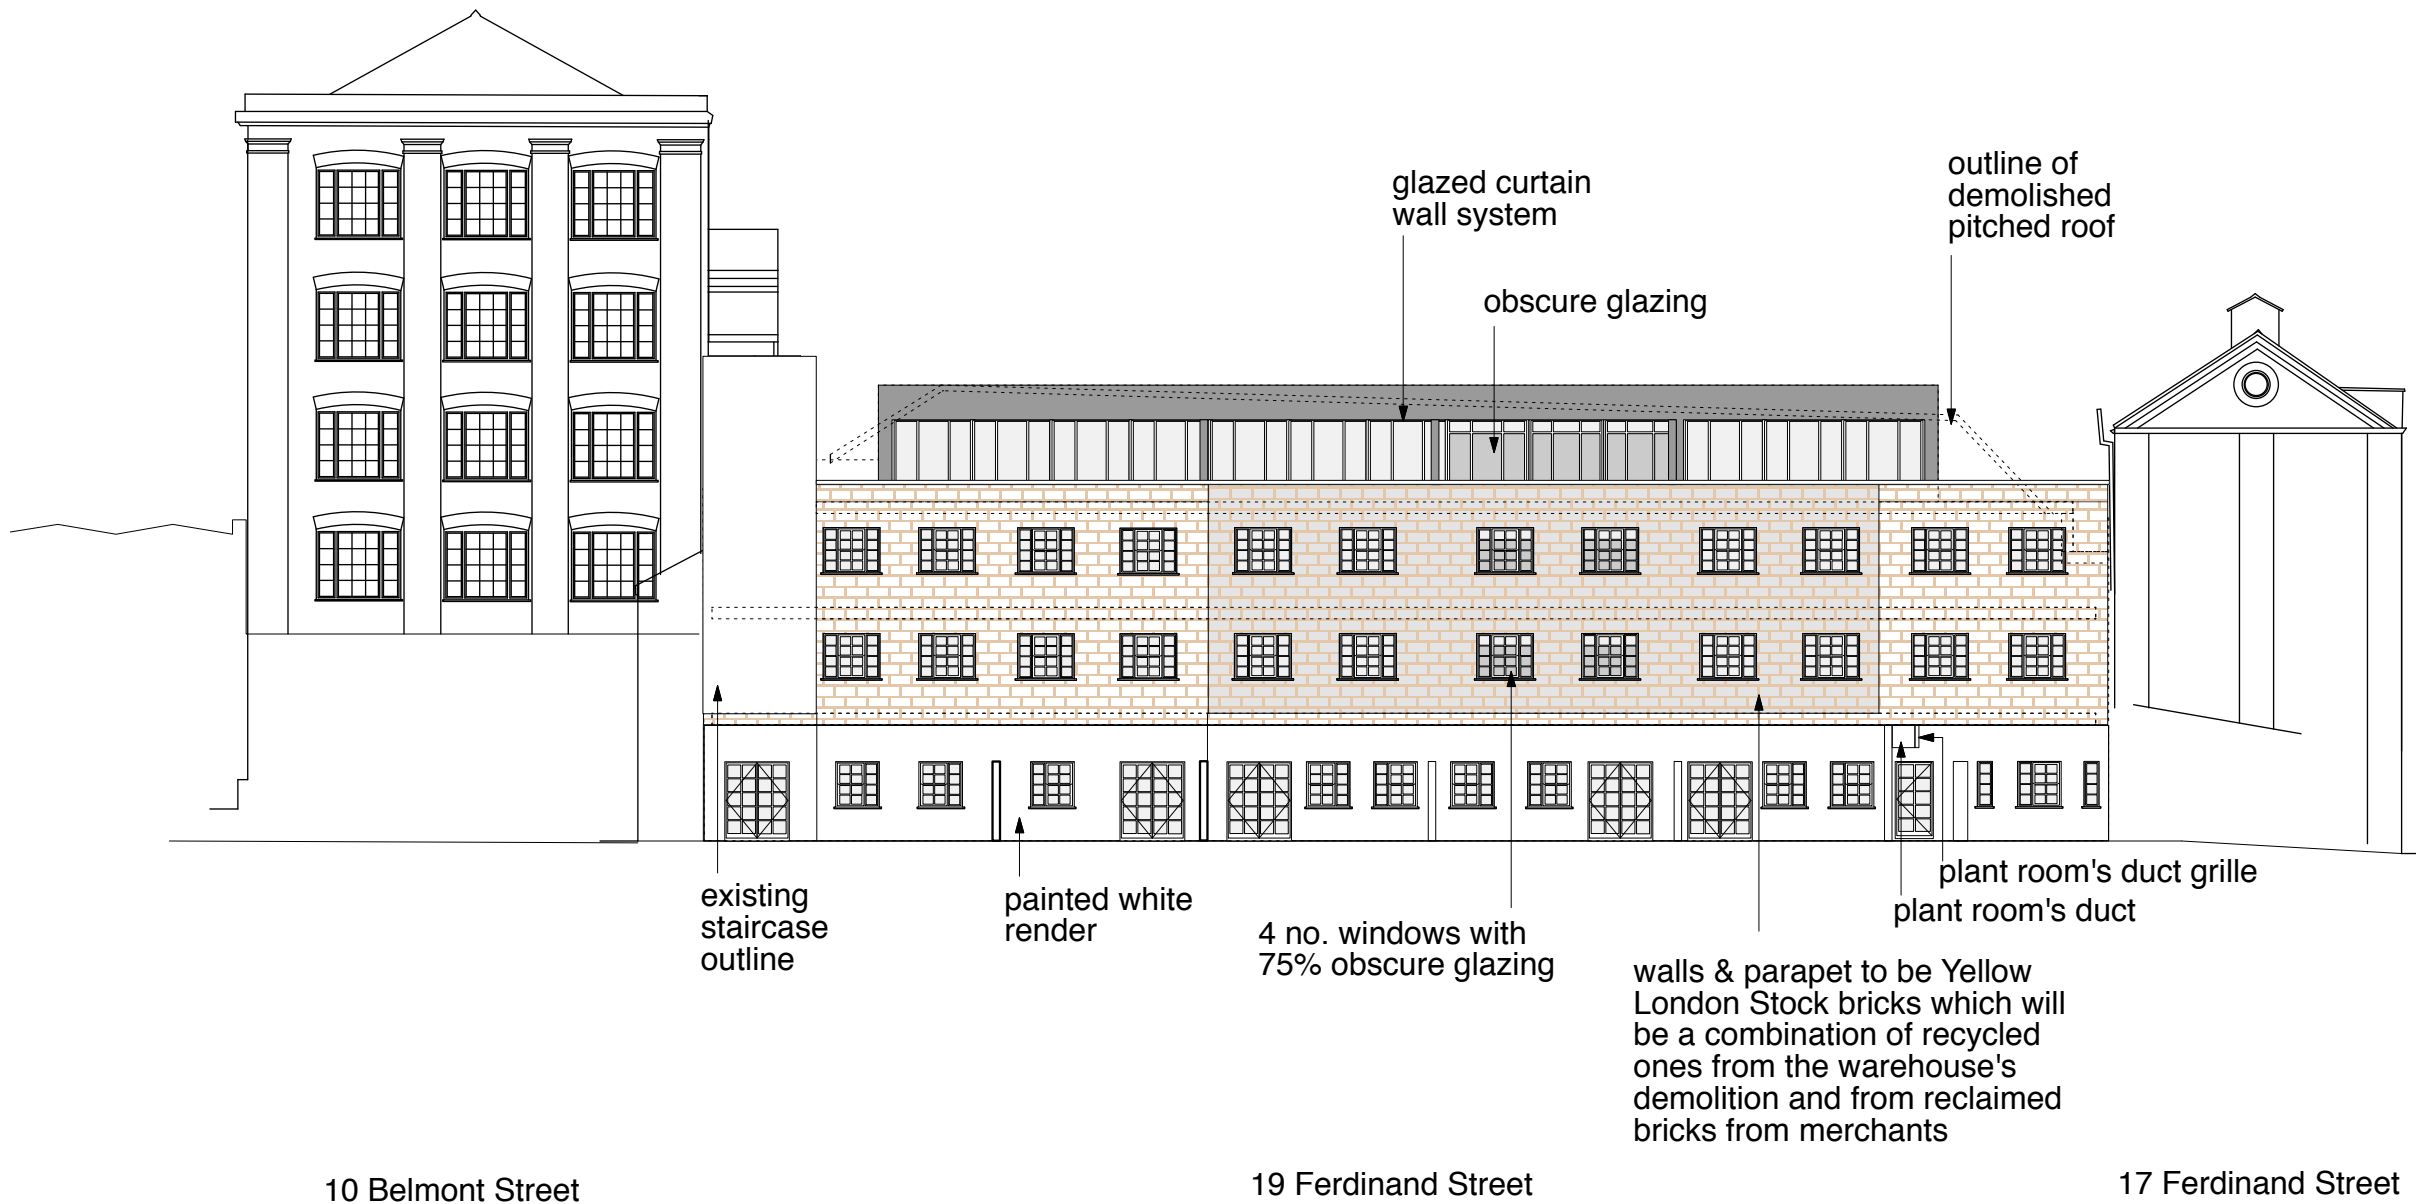 glazed curtain
wall system
outline of
demolished
pitched roof
obscure glazing
existing
staircase
outline
painted white
render
4 no. windows with
75% obscure glazing
plant room's duct grille
plant room's duct
walls & parapet to be Yellow
London Stock bricks which will
be a combination of recycled
ones from the warehouse's
demolition and from reclaimed
bricks from merchants
10 Belmont Street
19 Ferdinand Street
17 Ferdinand Street